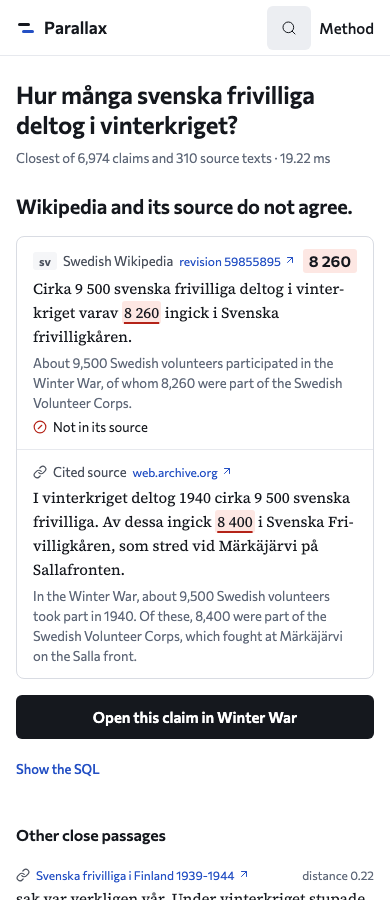 Parallax
Method
Hur många svenska frivilliga
deltog i vinterkriget?
Closest of 6,974 claims and 310 source texts · 19.22 ms
Wikipedia and its source do not agree.
sv Swedish Wikipedia revision 59855895 ↗ 8 260
Cirka 9 500 svenska frivilliga deltog i vinter-
kriget varav 8 260 ingick i Svenska
frivilligkåren.
About 9,500 Swedish volunteers participated in the
Winter War, of whom 8,260 were part of the Swedish
Volunteer Corps.
Not in its source
Cited source web.archive.org ↗
I vinterkriget deltog 1940 cirka 9 500 svenska
frivilliga. Av dessa ingick 8 400 i Svenska Fri-
villigkåren, som stred vid Märkäjärvi på
Sallafronten.
In the Winter War, about 9,500 Swedish volunteers
took part in 1940. Of these, 8,400 were part of the
Swedish Volunteer Corps, which fought at Märkäjärvi
on the Salla front.
Open this claim in Winter War
Show the SQL
Other close passages
Svenska frivilliga i Finland 1939-1944 ↗ distance 0.22
sak var verkligen vår. Under vinterkriget stupade